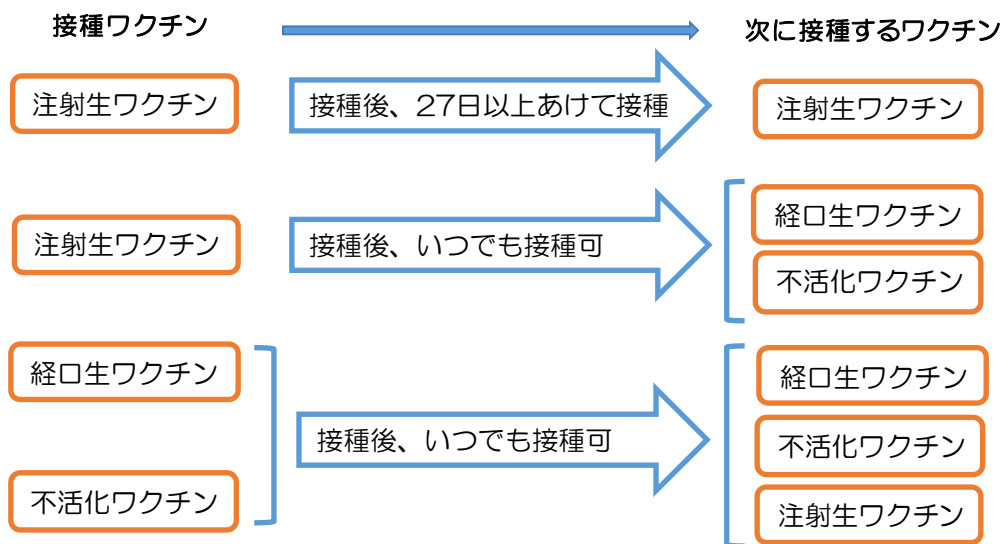 接種ワクチン
次に接種するワクチン
注射生ワクチン
接種後、27日以上あけて接種
注射生ワクチン
注射生ワクチン
接種後、いつでも接種可
経口生ワクチン
不活化ワクチン
経口生ワクチン
不活化ワクチン
接種後、いつでも接種可
経口生ワクチン
不活化ワクチン
注射生ワクチン